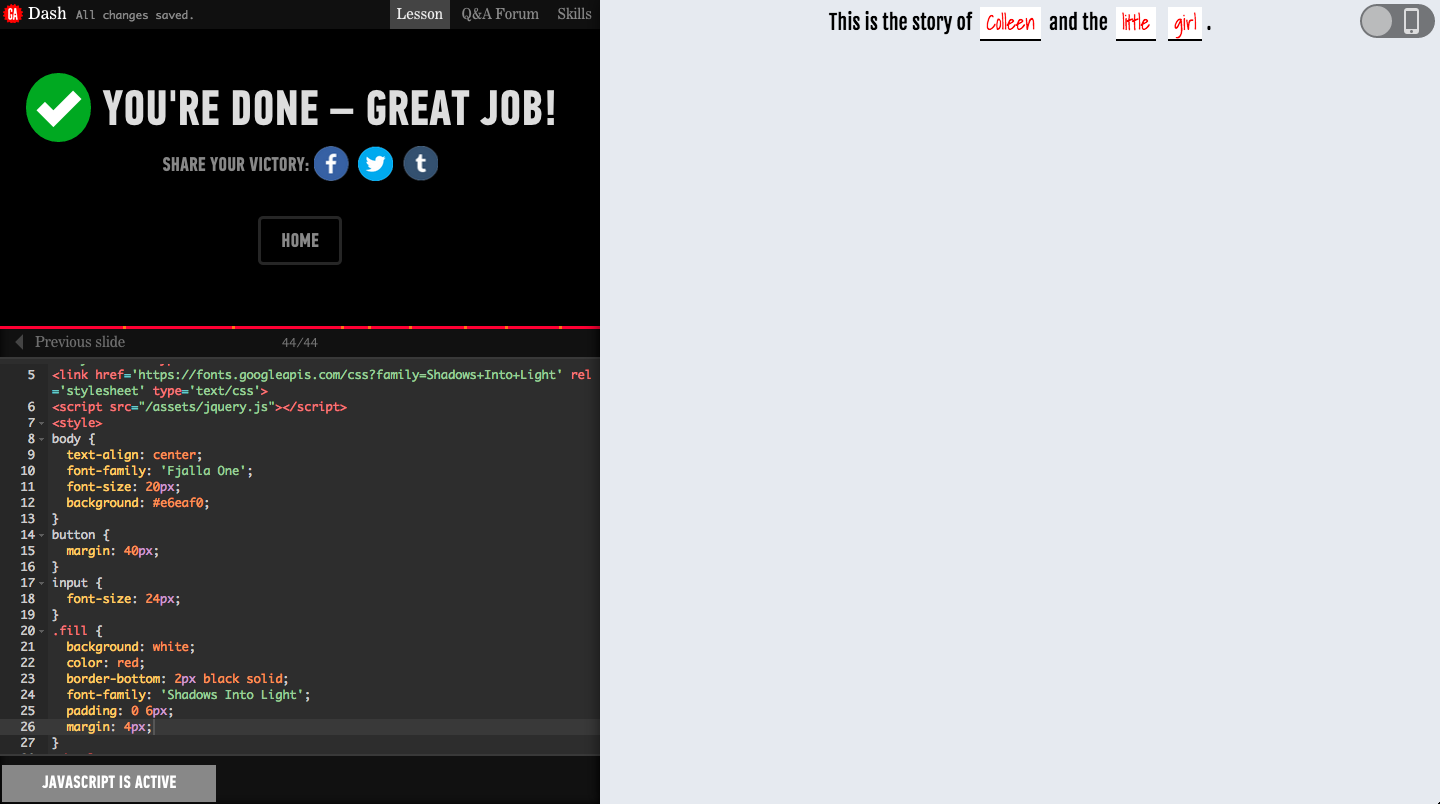 GA Dash All changes saved. Lesson Q&A Forum Skills
YOU'RE DONE – GREAT JOB!
SHARE YOUR VICTORY: f t
HOME
Previous slide 44/44
5 <link href='https://fonts.googleapis.com/css?family=Shadows+Into+Light' rel
='stylesheet' type='text/css'>
6 <script src="/assets/jquery.js"></script>
7 <style>
8 body {
9 text-align: center;
10 font-family: 'Fjalla One';
11 font-size: 20px;
12 background: #e6eaf0;
13 }
14 button {
15 margin: 40px;
16 }
17 input {
18 font-size: 24px;
19 }
20 .fill {
21 background: white;
22 color: red;
23 border-bottom: 2px black solid;
24 font-family: 'Shadows Into Light';
25 padding: 0 6px;
26 margin: 4px;
27 }
JAVASCRIPT IS ACTIVE
This is the story of Colleen and the little girl .